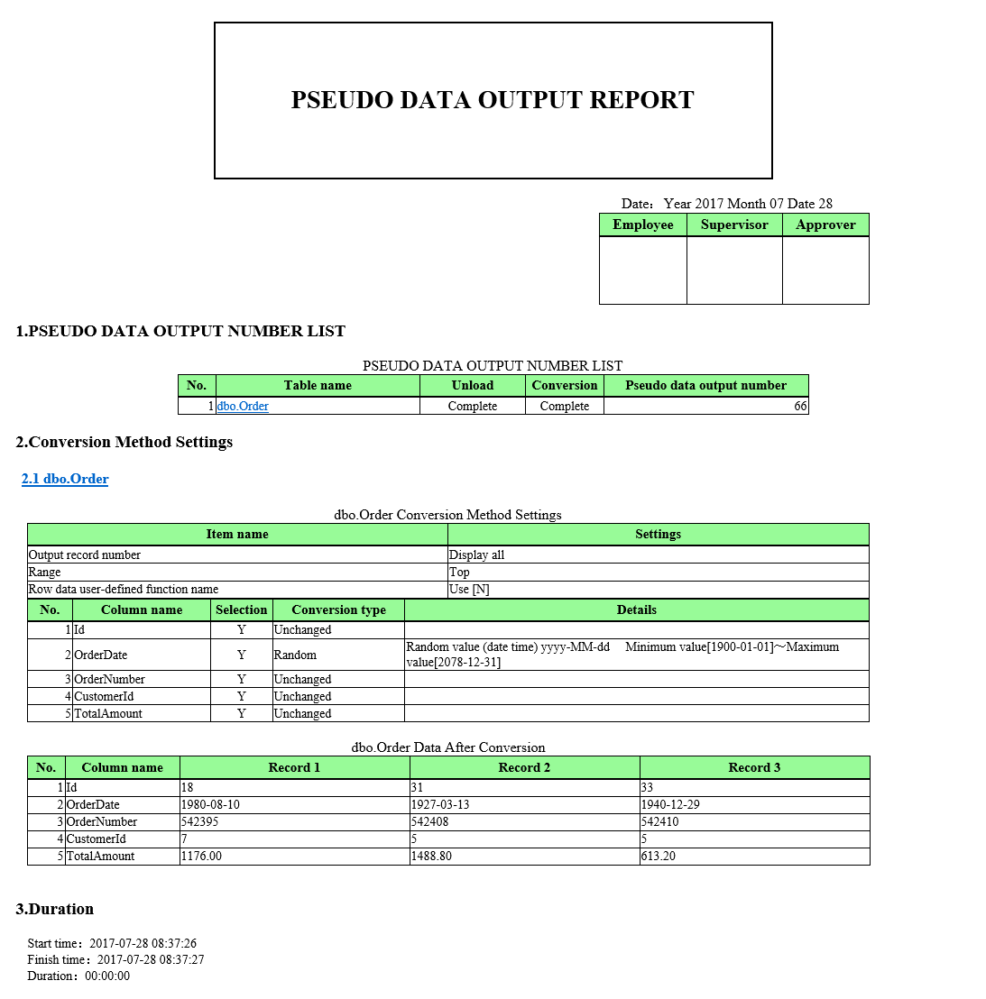 PSEUDO DATA OUTPUT REPORT
Date： Year 2017 Month 07 Date 28
Employee Supervisor Approver
1.PSEUDO DATA OUTPUT NUMBER LIST
PSEUDO DATA OUTPUT NUMBER LIST
No. Table name Unload Conversion Pseudo data output number
1 dbo.Order Complete Complete 66
2.Conversion Method Settings
2.1 dbo.Order
dbo.Order Conversion Method Settings
Item name Settings
Output record number Display all
Range Top
Row data user-defined function name Use [N]
No. Column name Selection Conversion type Details
1 Id Y Unchanged
2 OrderDate Y Random Random value (date time) yyyy-MM-dd Minimum value[1900-01-01]～Maximum
value[2078-12-31]
3 OrderNumber Y Unchanged
4 CustomerId Y Unchanged
5 TotalAmount Y Unchanged
dbo.Order Data After Conversion
No. Column name Record 1 Record 2 Record 3
1 Id 18 31 33
2 OrderDate 1980-08-10 1927-03-13 1940-12-29
3 OrderNumber 542395 542408 542410
4 CustomerId 7 5 5
5 TotalAmount 1176.00 1488.80 613.20
3.Duration
Start time：2017-07-28 08:37:26
Finish time：2017-07-28 08:37:27
Duration：00:00:00